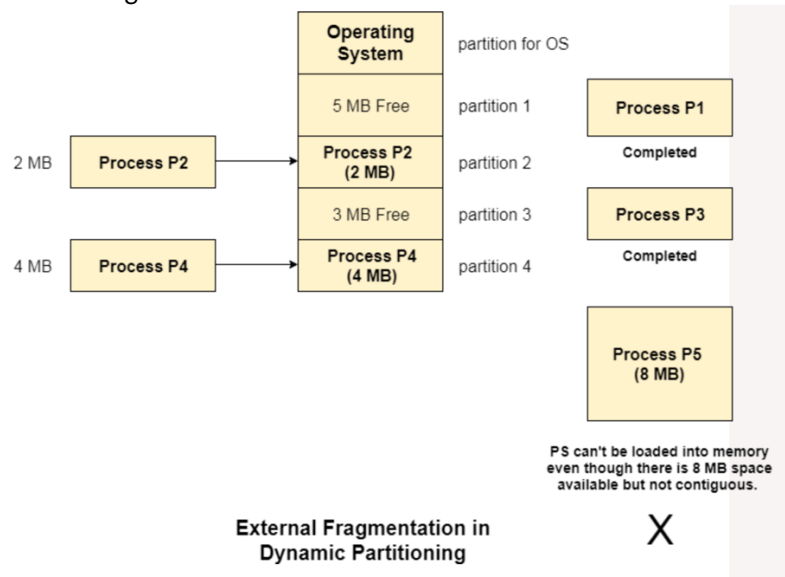 Operating
System
partition for OS
5 MB Free
partition 1
Process P1
Completed
2 MB
Process P2
Process P2
(2 MB)
partition 2
3 MB Free
partition 3
Process P3
Completed
4 MB
Process P4
Process P4
(4 MB)
partition 4
Process P5
(8 MB)
PS can't be loaded into memory
even though there is 8 MB space
available but not contiguous.
X
External Fragmentation in
Dynamic Partitioning